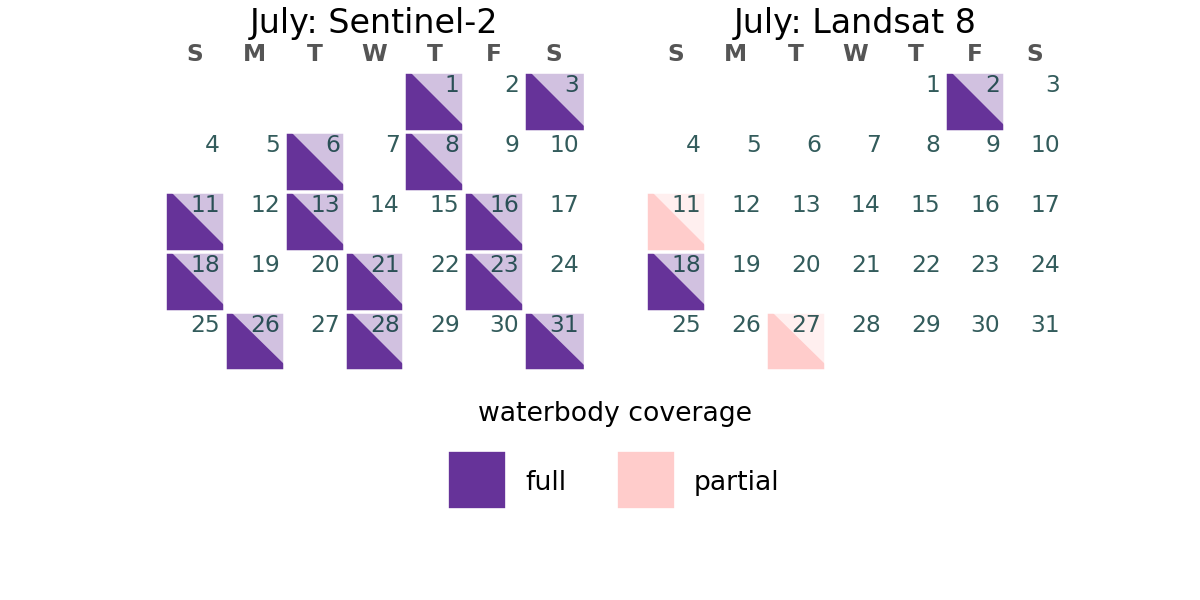 July: Sentinel-2
S M T W T F S
1 2 3
4 5 6 7 8 9 10
11 12 13 14 15 16 17
18 19 20 21 22 23 24
25 26 27 28 29 30 31
July: Landsat 8
S M T W T F S
1 2 3
4 5 6 7 8 9 10
11 12 13 14 15 16 17
18 19 20 21 22 23 24
25 26 27 28 29 30 31
waterbody coverage
full
partial